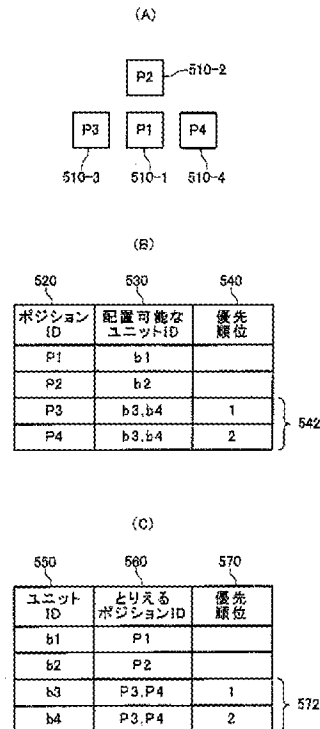 (A)
P2
510-2
P3
P1
P4
510-3
510-1
510-4
(B)
520
530
540
ポジション
ID
配置可能な
ユニットID
優先
順位
P1
b1
P2
b2
P3
b3,b4
1
P4
b3,b4
2
542
(C)
550
560
570
ユニット
ID
とりえる
ポジションID
優先
順位
b1
P1
b2
P2
b3
P3,P4
1
b4
P3,P4
2
572